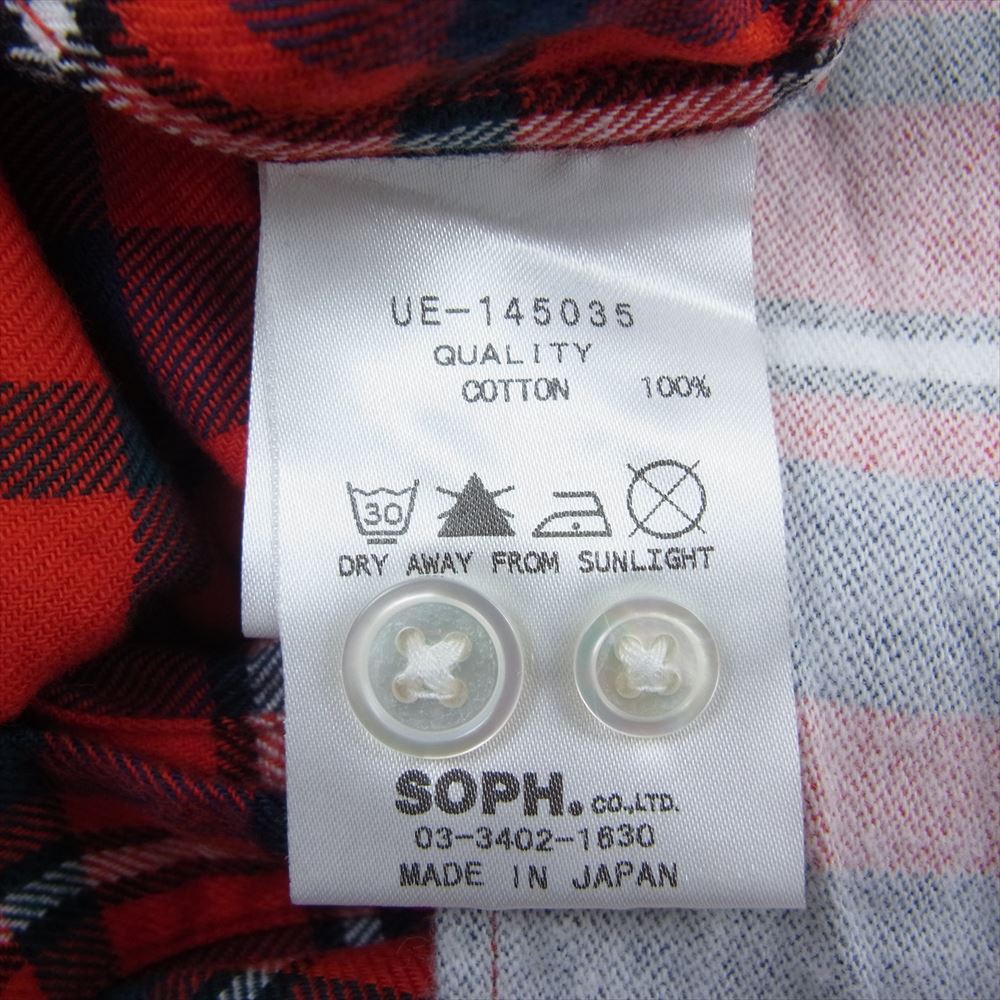 UE-145035
QUALITY
COTTON 100%
30
DRY AWAY FROM SUNLIGHT
SOPH. CO.,LTD.
03-3402-1630
MADE IN JAPAN